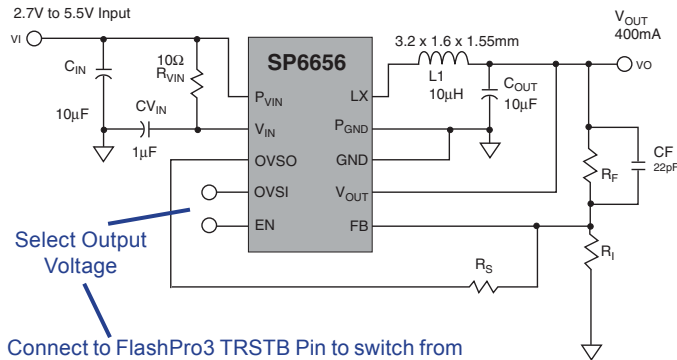 2.7V to 5.5V Input
VI
CIN
10μF
CVIN
1μF
10Ω
RVIN
SP6656
PVIN
VIN
OVSO
OVSI
EN
LX
PGND
GND
VOUT
FB
3.2 x 1.6 x 1.55mm
L1
10μH
COUT
10μF
VOUT
400mA
VO
RF
CF
22pF
RI
RS
Select Output
Voltage
Connect to FlashPro3 TRSTB Pin to switch from